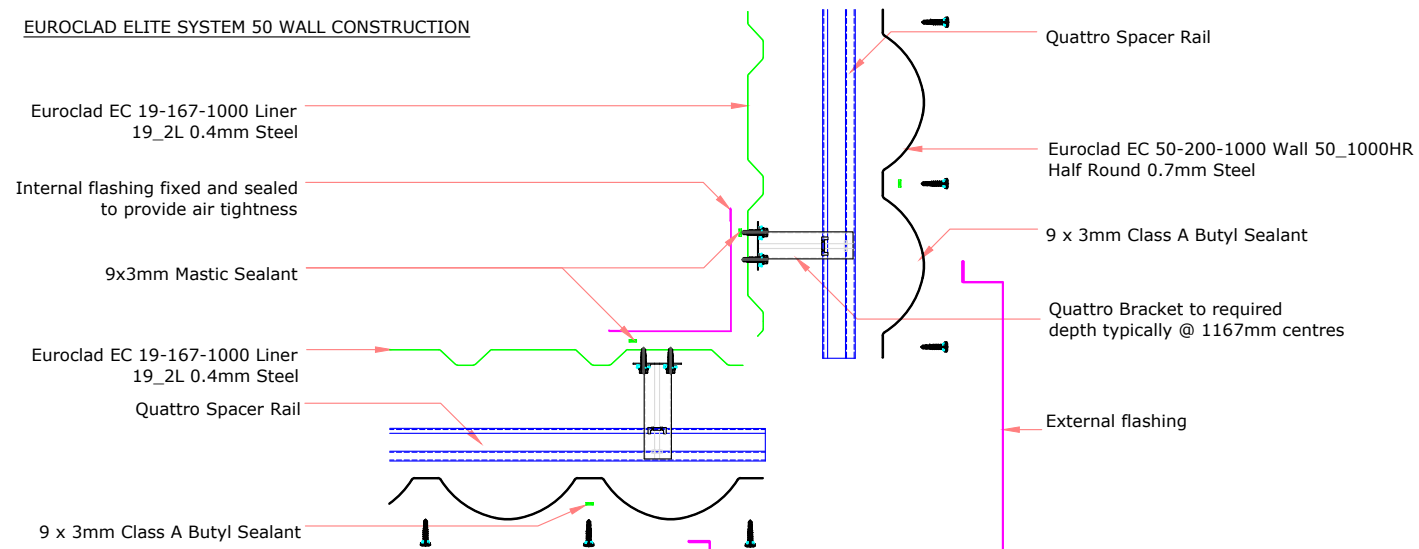 EUROCLAD ELITE SYSTEM 50 WALL CONSTRUCTION
Euroclad EC 19-167-1000 Liner
19_2L 0.4mm Steel
Internal flashing fixed and sealed
to provide air tightness
9x3mm Mastic Sealant
Euroclad EC 19-167-1000 Liner
19_2L 0.4mm Steel
Quattro Spacer Rail
9 x 3mm Class A Butyl Sealant
Quattro Spacer Rail
Euroclad EC 50-200-1000 Wall 50_1000HR
Half Round 0.7mm Steel
9 x 3mm Class A Butyl Sealant
Quattro Bracket to required
depth typically @ 1167mm centres
External flashing